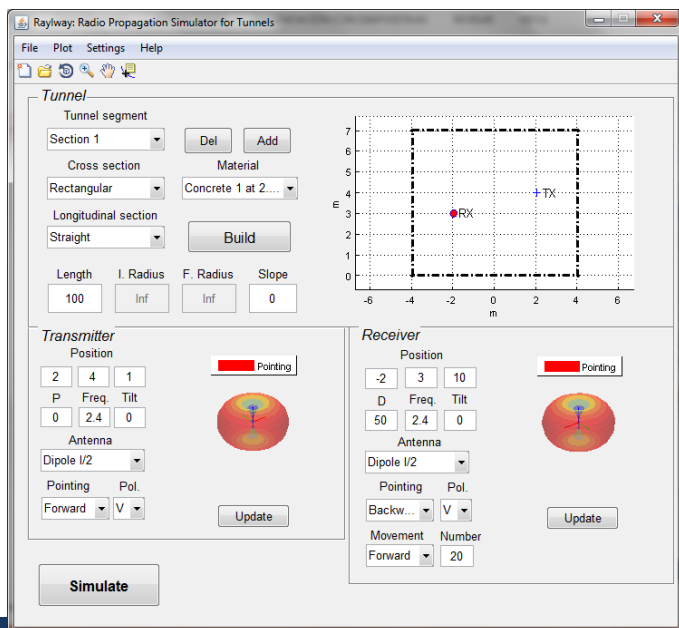 Raylway: Radio Propagation Simulator for Tunnels
File Plot Settings Help
Tunnel
Tunnel segment
Section 1
Del Add
Cross section Material
Rectangular Concrete 1 at 2....
Longitudinal section
Straight
Build
Length I. Radius F. Radius Slope
100 Inf Inf 0
7
6
5
4
3
2
1
0
m
TX
RX
-6 -4 -2 0 2 4 6
m
Transmitter
Position
2 4 1
P Freq. Tilt
0 2.4 0
Antenna
Dipole l/2
Pointing Pol.
Forward V
Pointing
Update
Receiver
Position
-2 3 10
D Freq. Tilt
50 2.4 0
Antenna
Dipole l/2
Pointing Pol.
Backw... V
Movement Number
Forward 20
Pointing
Update
Simulate